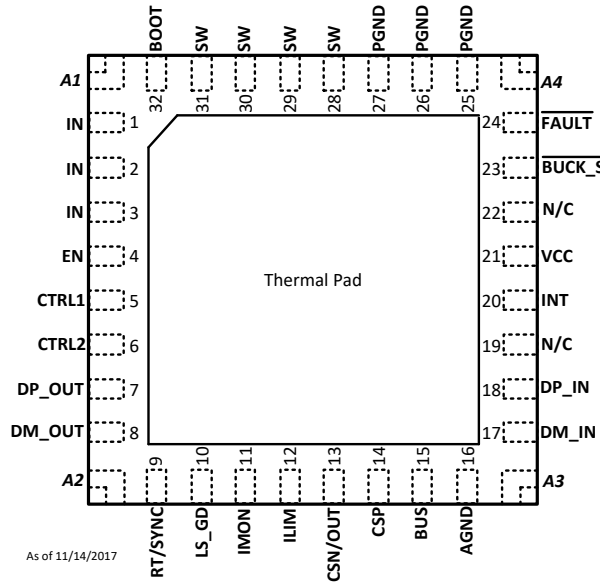 BOOT
SW
SW
SW
SW
PGND
PGND
PGND
A1
32
31
30
29
28
27
26
25
A4
IN 1
24 FAULT
IN 2
23
IN 3
22 N/C
EN 4
21 VCC
CTRL1 5
Thermal Pad
20 INT
CTRL2 6
19 N/C
DP_OUT 7
18 DP_IN
DM_OUT 8
17 DM_IN
A2
9
10
11
12
13
14
15
16
A3
RT/SYNC
LS_GD
IMON
ILIM
CSN/OUT
CSP
BUS
AGND
As of 11/14/2017